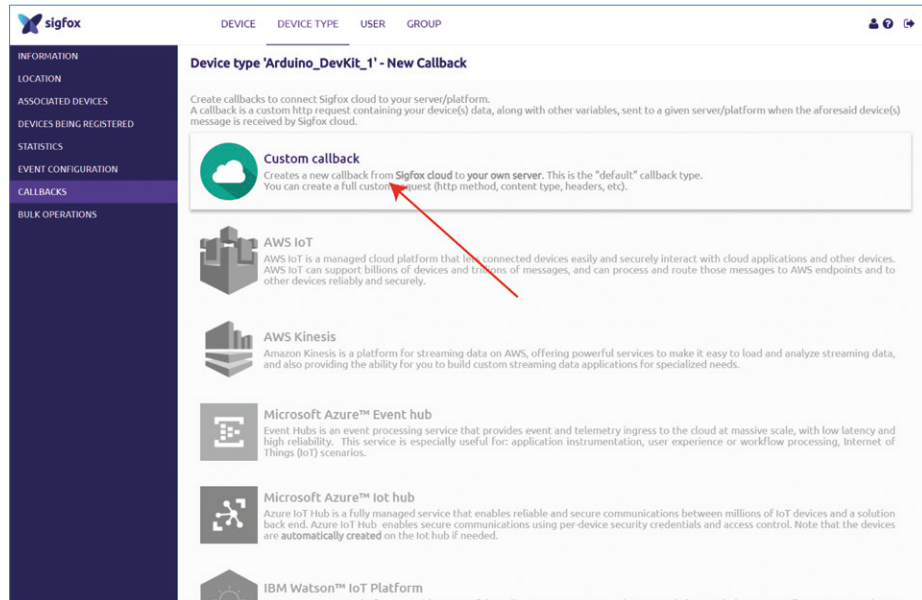 sigfox
DEVICE DEVICE TYPE USER GROUP
INFORMATION
LOCATION
ASSOCIATED DEVICES
DEVICES BEING REGISTERED
STATISTICS
EVENT CONFIGURATION
CALLBACKS
BULK OPERATIONS
Device type 'Arduino_DevKit_1' - New Callback
Create callbacks to connect Sigfox cloud to your server/platform.
A callback is a custom http request containing your device(s) data, along with other variables, sent to a given server/platform when the aforesaid device(s)
message is received by Sigfox cloud.
Custom callback
Creates a new callback from Sigfox cloud to your own server. This is the "default" callback type.
You can create a full custom request (http method, content type, headers, etc).
AWS IoT
AWS IoT is a managed cloud platform that lets connected devices easily and securely interact with cloud applications and other devices.
AWS IoT can support billions of devices and trillions of messages, and can process and route those messages to AWS endpoints and to
other devices reliably and securely.
AWS Kinesis
Amazon Kinesis is a platform for streaming data on AWS, offering powerful services to make it easy to load and analyze streaming data,
and also providing the ability for you to build custom streaming data applications for specialized needs.
Microsoft Azure™ Event hub
Event Hubs is an event processing service that provides event and telemetry ingress to the cloud at massive scale, with low latency and
high reliability. This service is especially useful for: application instrumentation, user experience or workflow processing, Internet of
Things (IoT) scenarios.
Microsoft Azure™ Iot hub
Azure IoT Hub is a fully managed service that enables reliable and secure communications between millions of IoT devices and a solution
back end. Azure IoT Hub enables secure communications using per-device security credentials and access control. Note that the devices
are automatically created on the Iot hub if needed.
IBM Watson™ IoT Platform